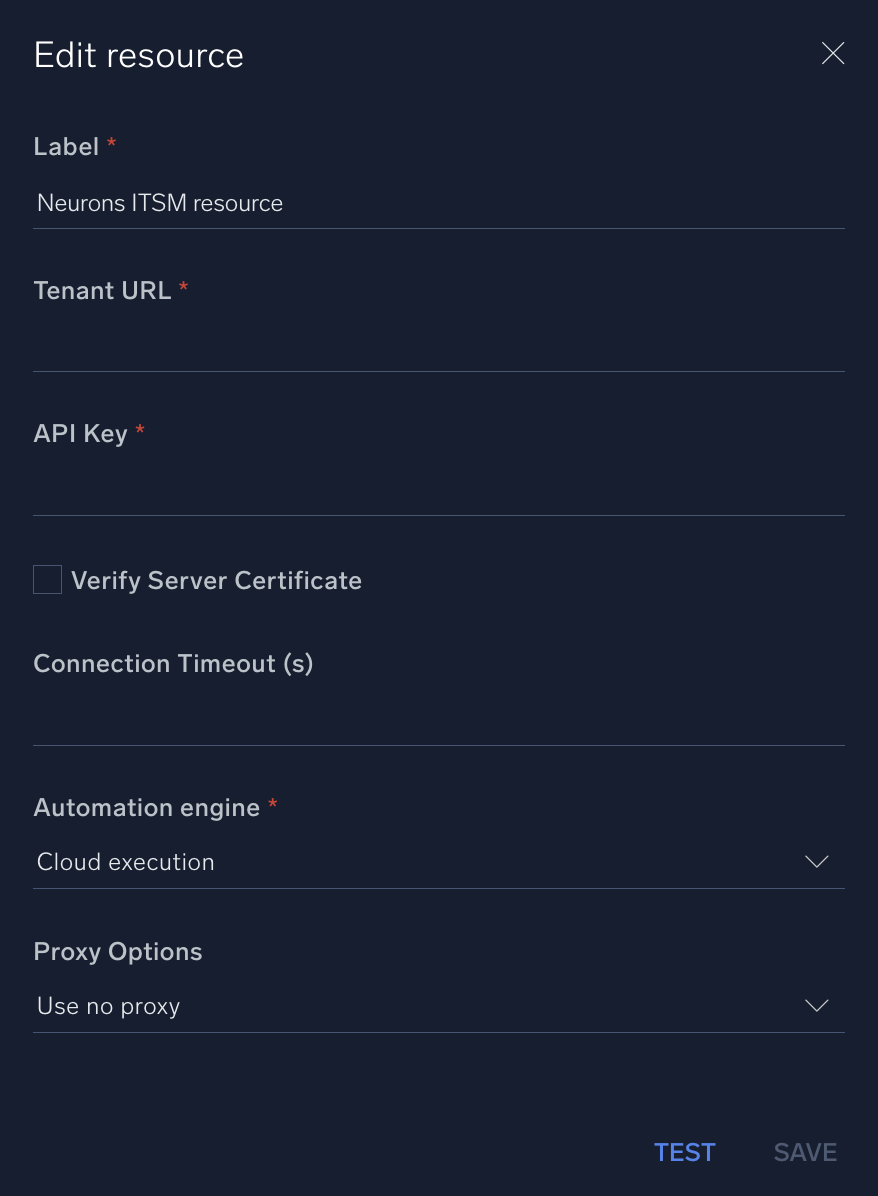 Edit resource
Label *
Neurons ITSM resource
Tenant URL *
API Key *
Verify Server Certificate
Connection Timeout (s)
Automation engine *
Cloud execution
Proxy Options
Use no proxy
TEST SAVE